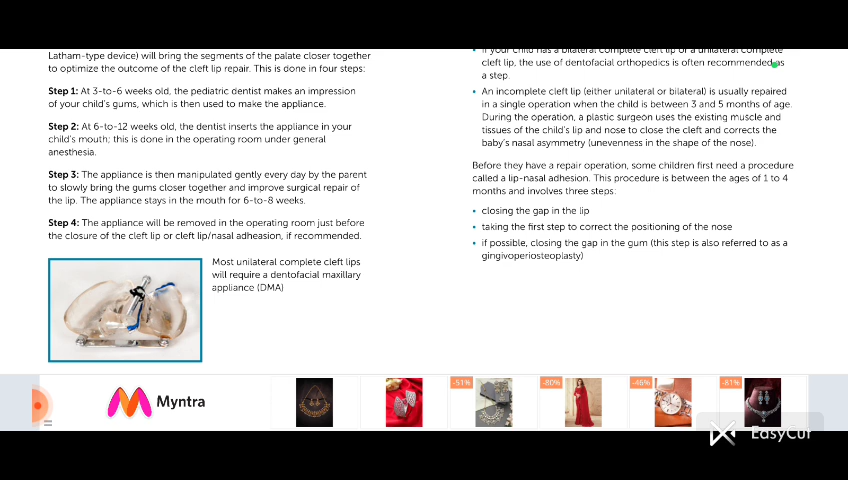 Latham-type device) will bring the segments of the palate closer together
to optimize the outcome of the cleft lip repair. This is done in four steps:
Step 1: At 3-to-6 weeks old, the pediatric dentist makes an impression
of your child's gums, which is then used to make the appliance.
Step 2: At 6-to-12 weeks old, the dentist inserts the appliance in your
child's mouth; this is done in the operating room under general
anesthesia.
Step 3: The appliance is then manipulated gently every day by the parent
to slowly bring the gums closer together and improve surgical repair of
the lip. The appliance stays in the mouth for 6-to-8 weeks.
Step 4: The appliance will be removed in the operating room just before
the closure of the cleft lip or cleft lip/nasal adheasion, if recommended.
Most unilateral complete cleft lips
will require a dentofacial maxillary
appliance (DMA)
• If your child has a bilateral complete cleft lip or a unilateral complete
cleft lip, the use of dentofacial orthopedics is often recommended as
a step.
• An incomplete cleft lip (either unilateral or bilateral) is usually repaired
in a single operation when the child is between 3 and 5 months of age.
During the operation, a plastic surgeon uses the existing muscle and
tissues of the child's lip and nose to close the cleft and corrects the
baby's nasal asymmetry (unevenness in the shape of the nose).
Before they have a repair operation, some children first need a procedure
called a lip-nasal adhesion. This procedure is between the ages of 1 to 4
months and involves three steps:
• closing the gap in the lip
• taking the first step to correct the positioning of the nose
• if possible, closing the gap in the gum (this step is also referred to as a
gingivoperiosteoplasty)
Myntra
-51%
-80%
-46%
-81%
EasyCut